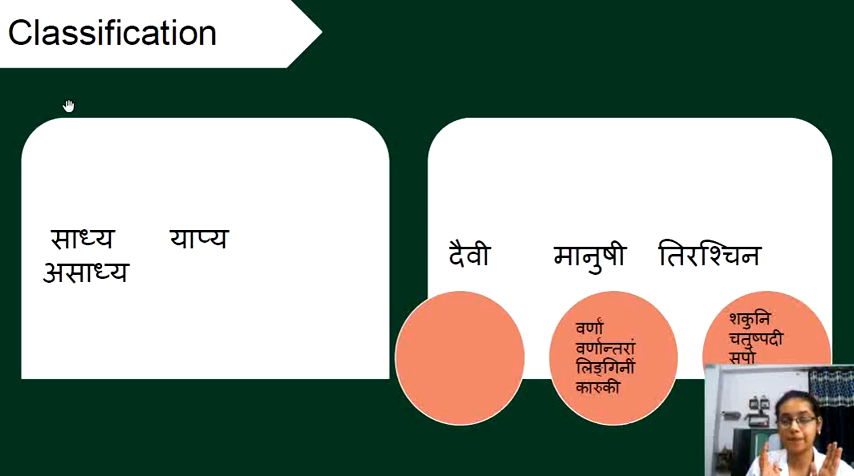 Classification
साध्य याप्य
असाध्य
दैवी मानुषी तिरश्चिन
वर्णां
वर्णान्तरां
लिङ्गिनीं
कारुकी
शकुनि
चतुष्पदी
सर्पा